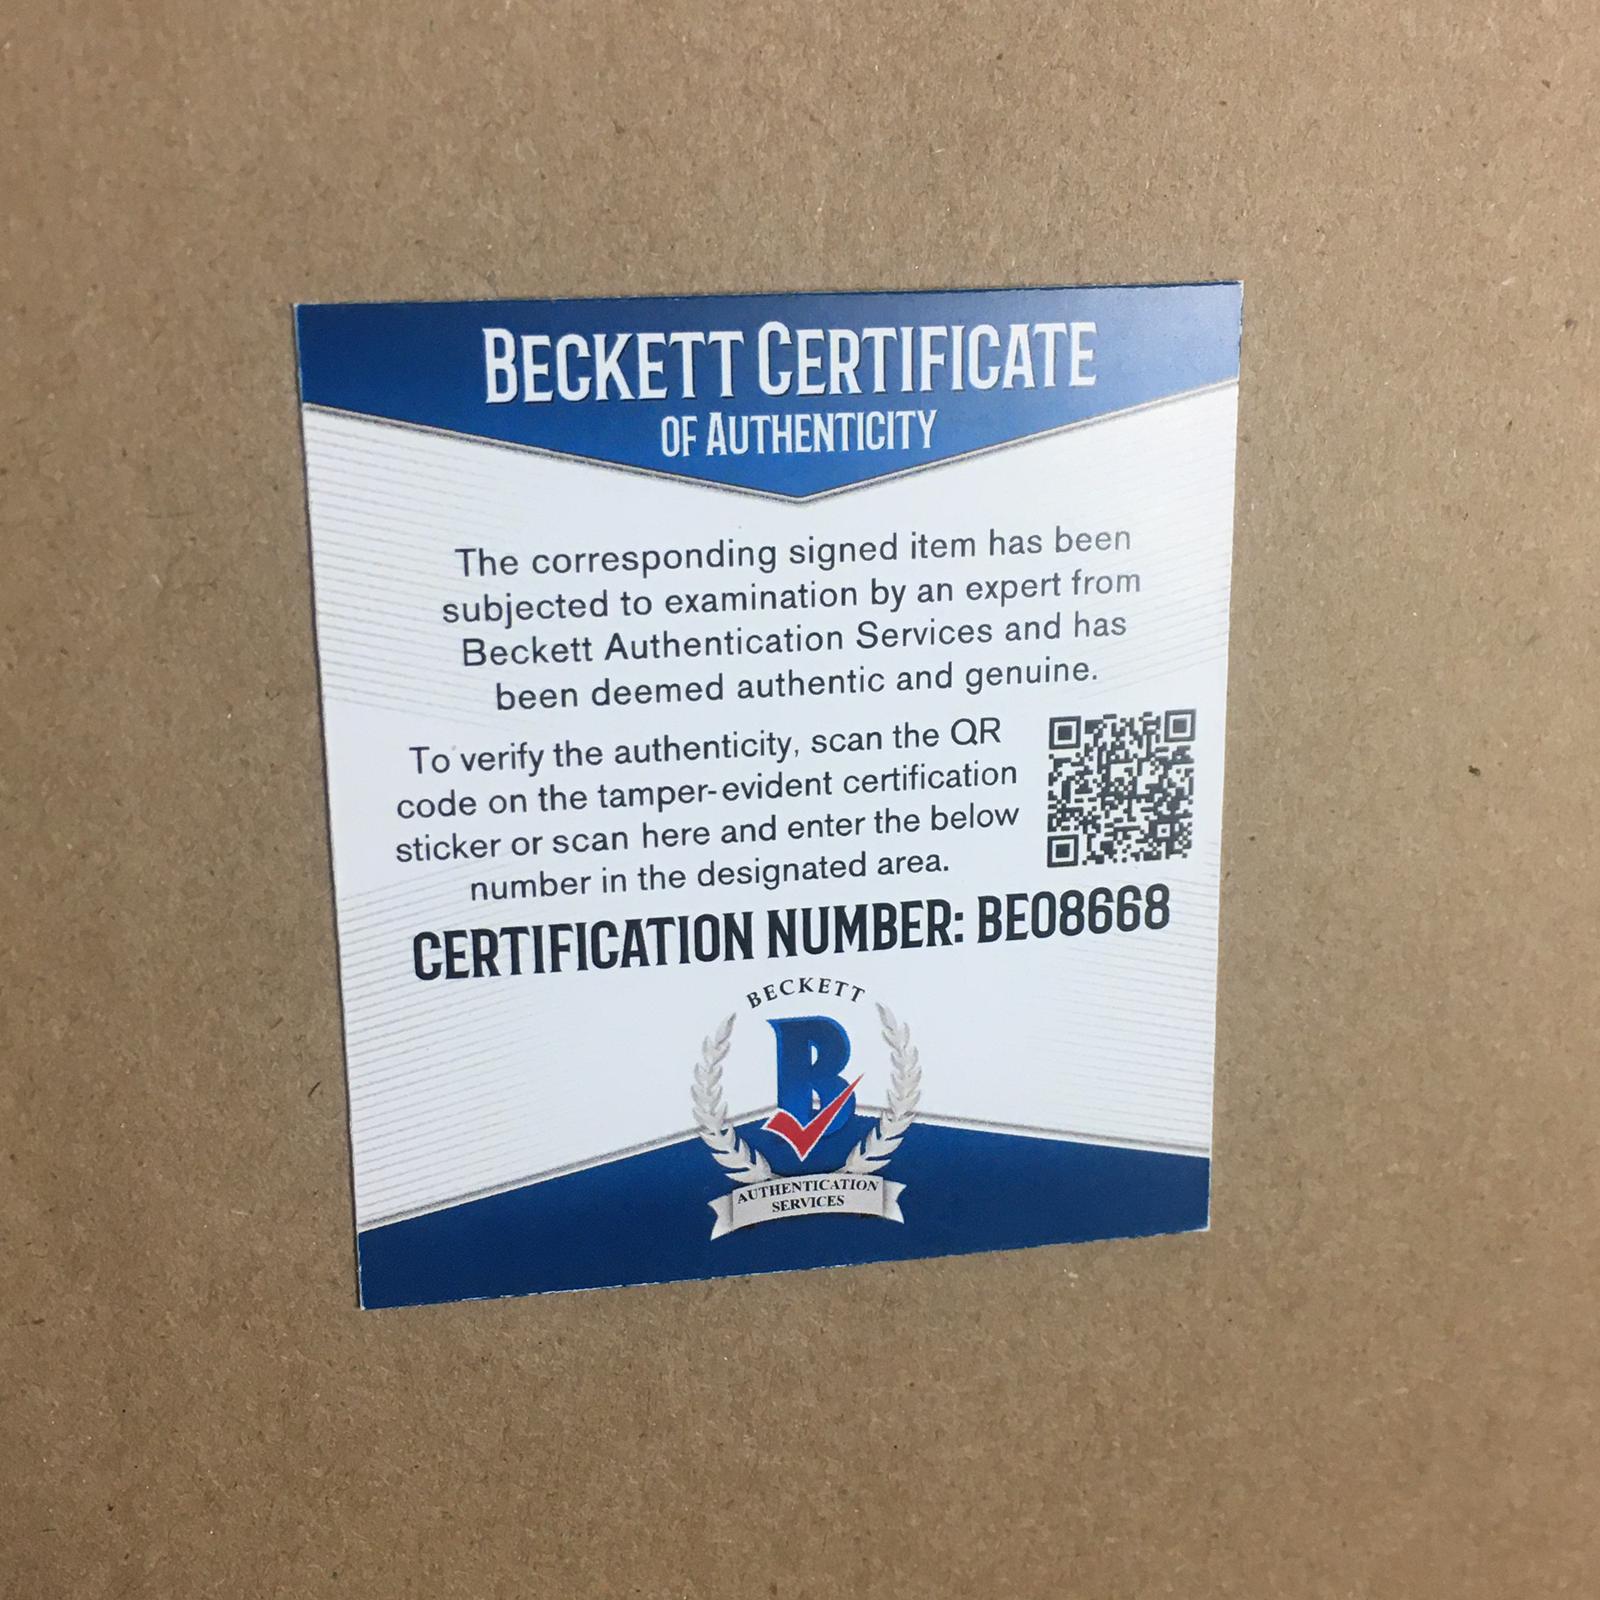 BECKETT CERTIFICATE
OF AUTHENTICITY
The corresponding signed item has been
subjected to examination by an expert from
Beckett Authentication Services and has
been deemed authentic and genuine.
To verify the authenticity, scan the QR
code on the tamper-evident certification
sticker or scan here and enter the below
number in the designated area.
CERTIFICATION NUMBER: BE08668
BECKETT
B
AUTHENTICATION
SERVICES